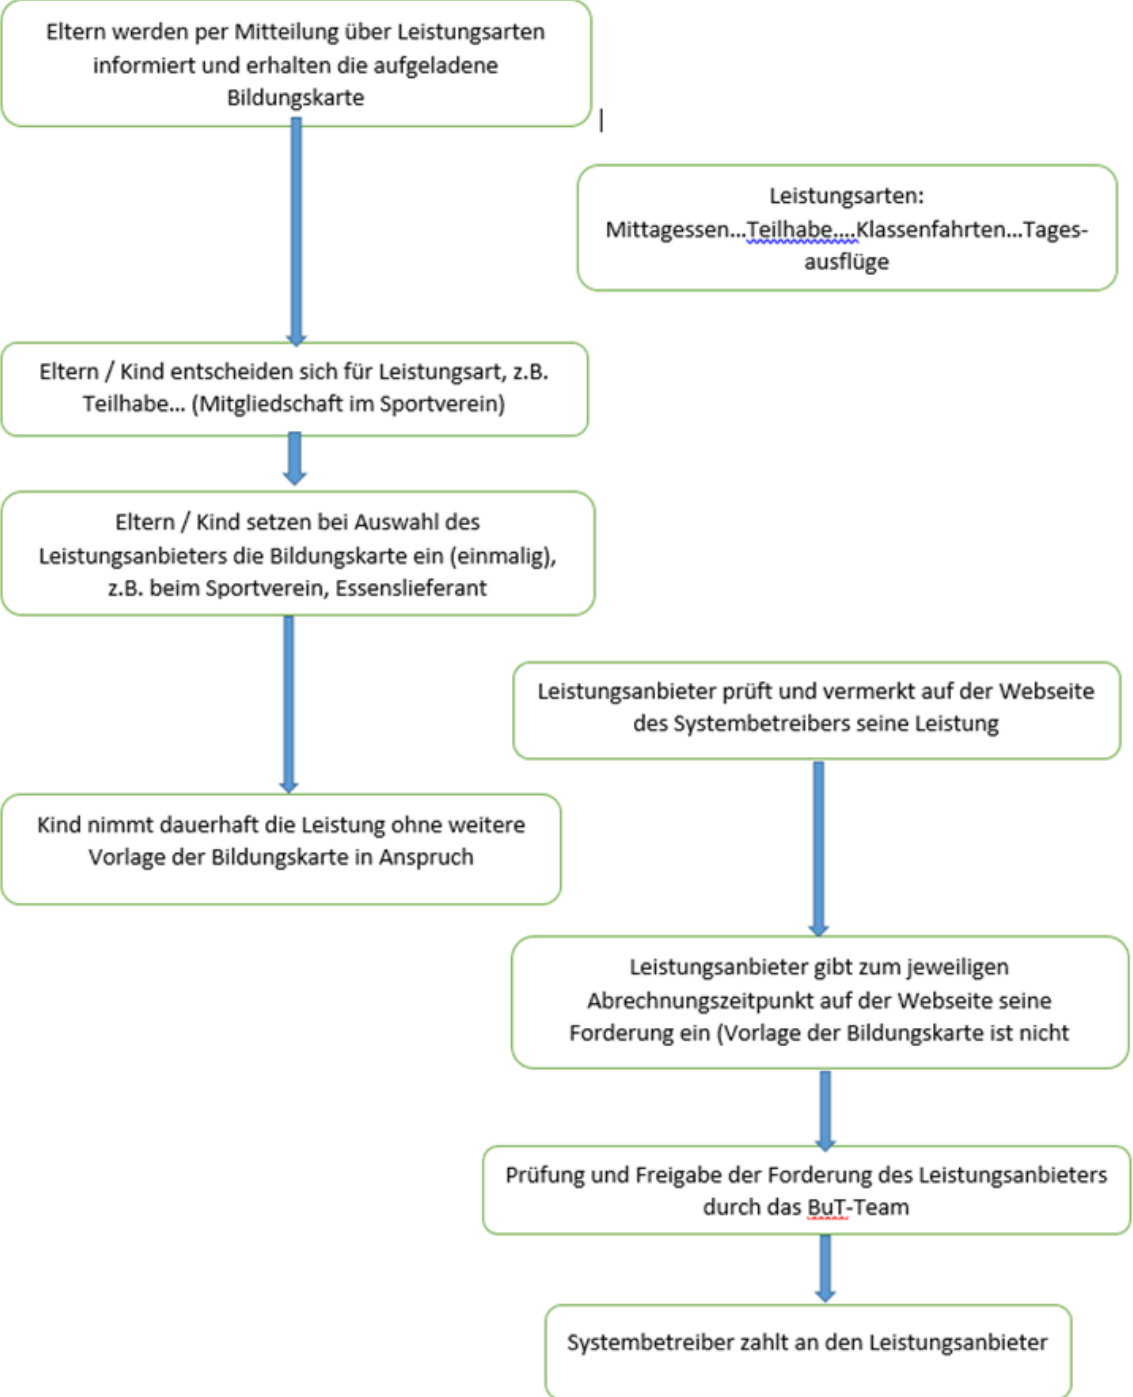 Eltern werden per Mitteilung über Leistungsarten
informiert und erhalten die aufgeladene
Bildungskarte
Leistungsarten:
Mittagessen...Teilhabe....Klassenfahrten...Tages-
ausflüge
Eltern / Kind entscheiden sich für Leistungsart, z.B.
Teilhabe... (Mitgliedschaft im Sportverein)
Eltern / Kind setzen bei Auswahl des
Leistungsanbieters die Bildungskarte ein (einmalig),
z.B. beim Sportverein, Essenslieferant
Leistungsanbieter prüft und vermerkt auf der Webseite
des Systembetreibers seine Leistung
Kind nimmt dauerhaft die Leistung ohne weitere
Vorlage der Bildungskarte in Anspruch
Leistungsanbieter gibt zum jeweiligen
Abrechnungszeitpunkt auf der Webseite seine
Forderung ein (Vorlage der Bildungskarte ist nicht
Prüfung und Freigabe der Forderung des Leistungsanbieters
durch das BuT-Team
Systembetreiber zahlt an den Leistungsanbieter